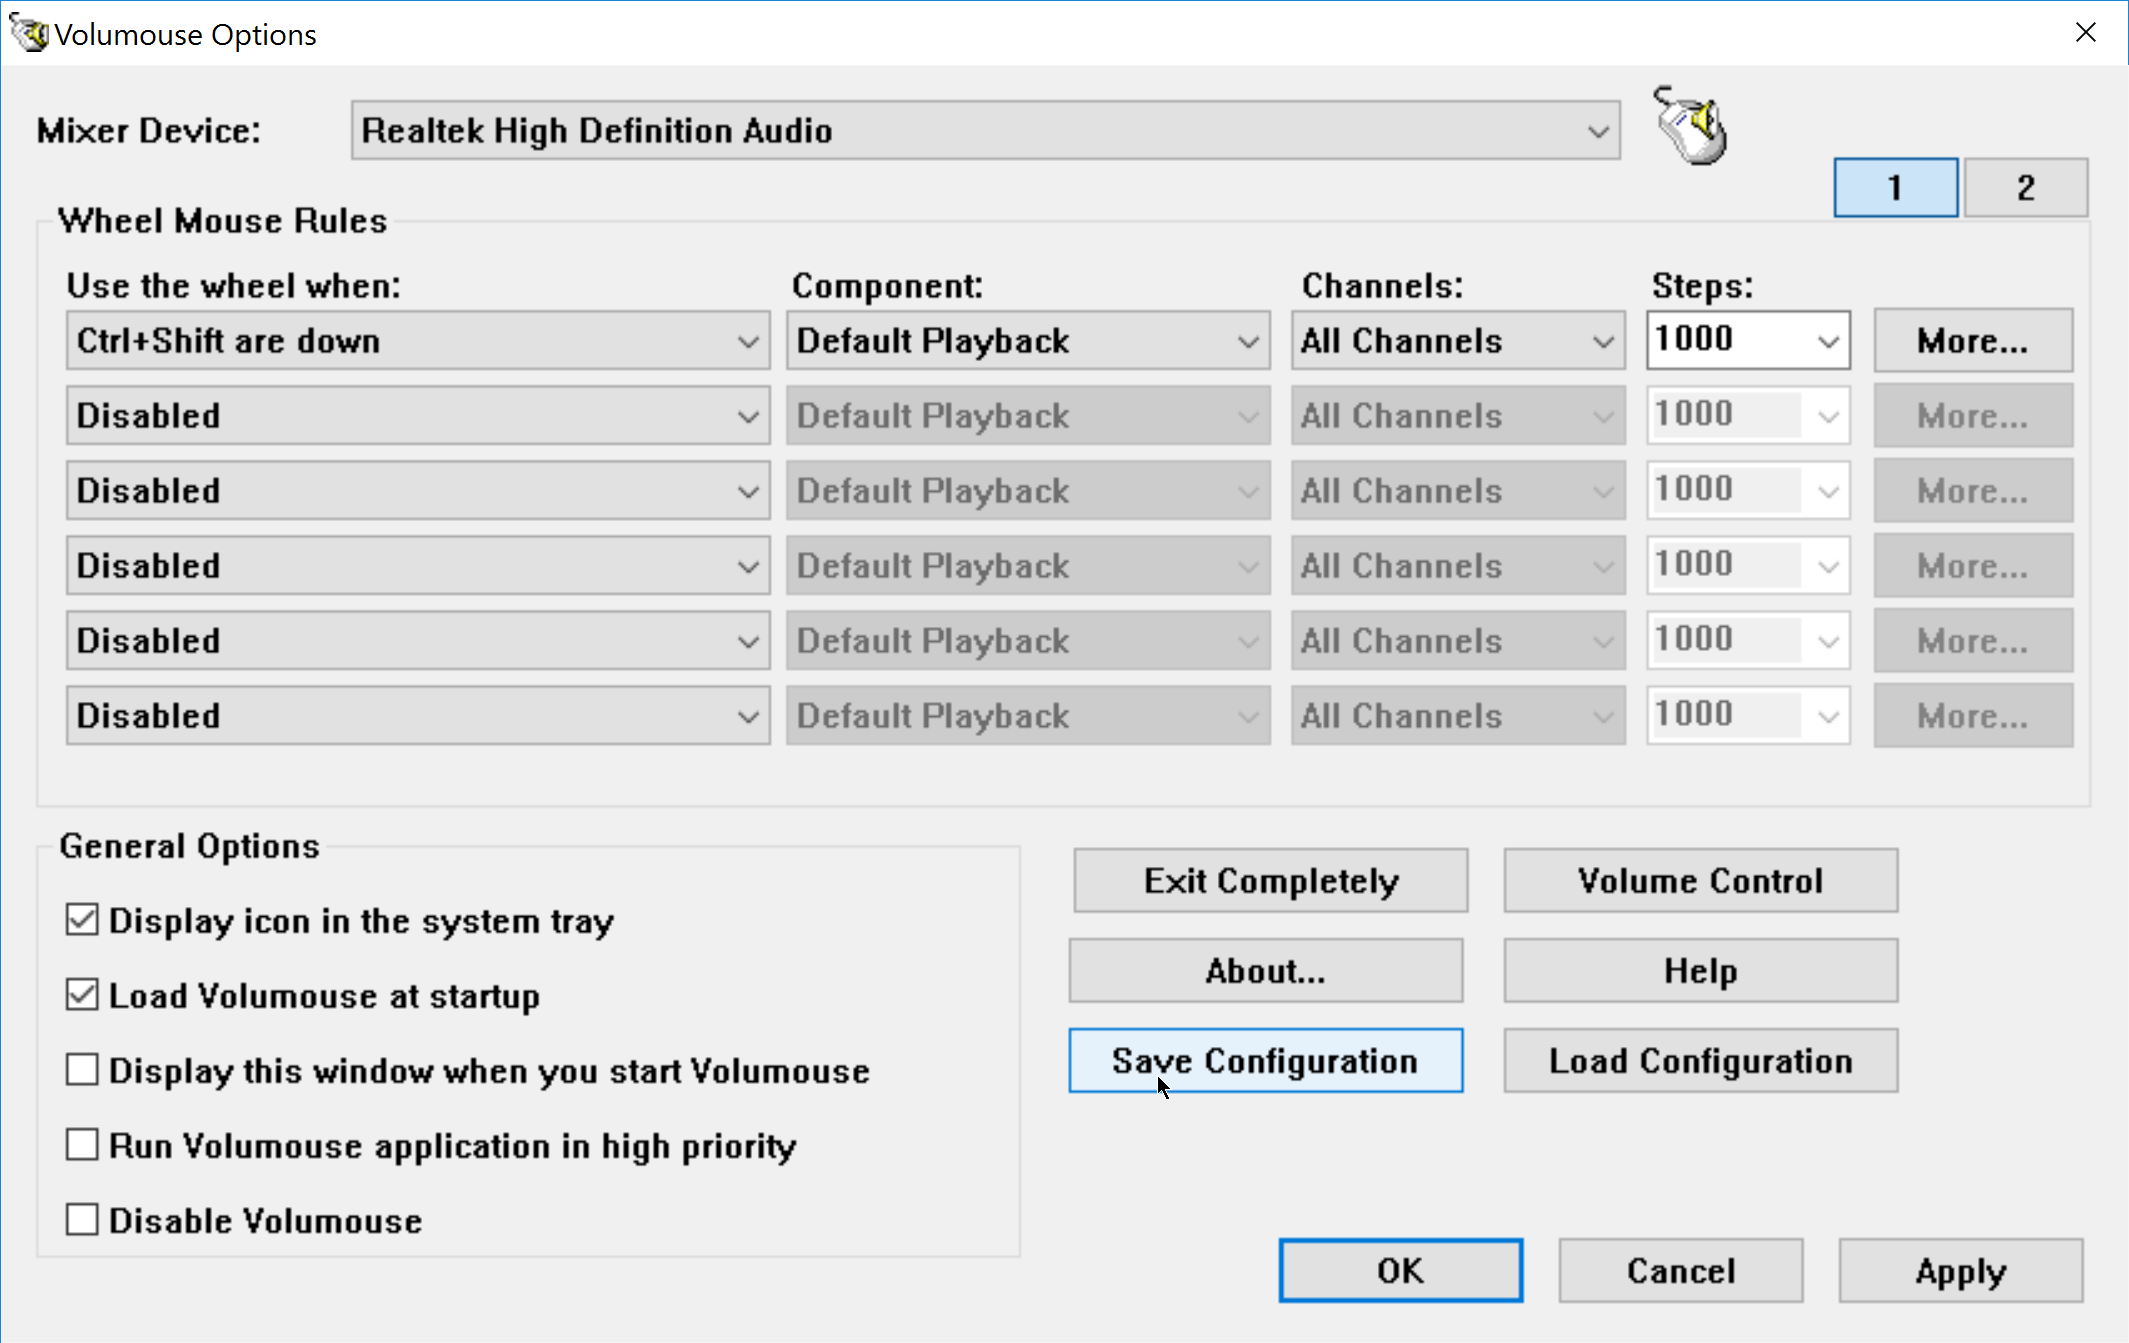 Volumouse Options
Mixer Device: Realtek High Definition Audio
1 2
Wheel Mouse Rules
Use the wheel when: Component: Channels: Steps:
Ctrl+Shift are down Default Playback All Channels 1000 More...
Disabled Default Playback All Channels 1000 More...
Disabled Default Playback All Channels 1000 More...
Disabled Default Playback All Channels 1000 More...
Disabled Default Playback All Channels 1000 More...
Disabled Default Playback All Channels 1000 More...
General Options
Display icon in the system tray
Load Volumouse at startup
Display this window when you start Volumouse
Run Volumouse application in high priority
Disable Volumouse
Exit Completely Volume Control
About... Help
Save Configuration Load Configuration
OK Cancel Apply